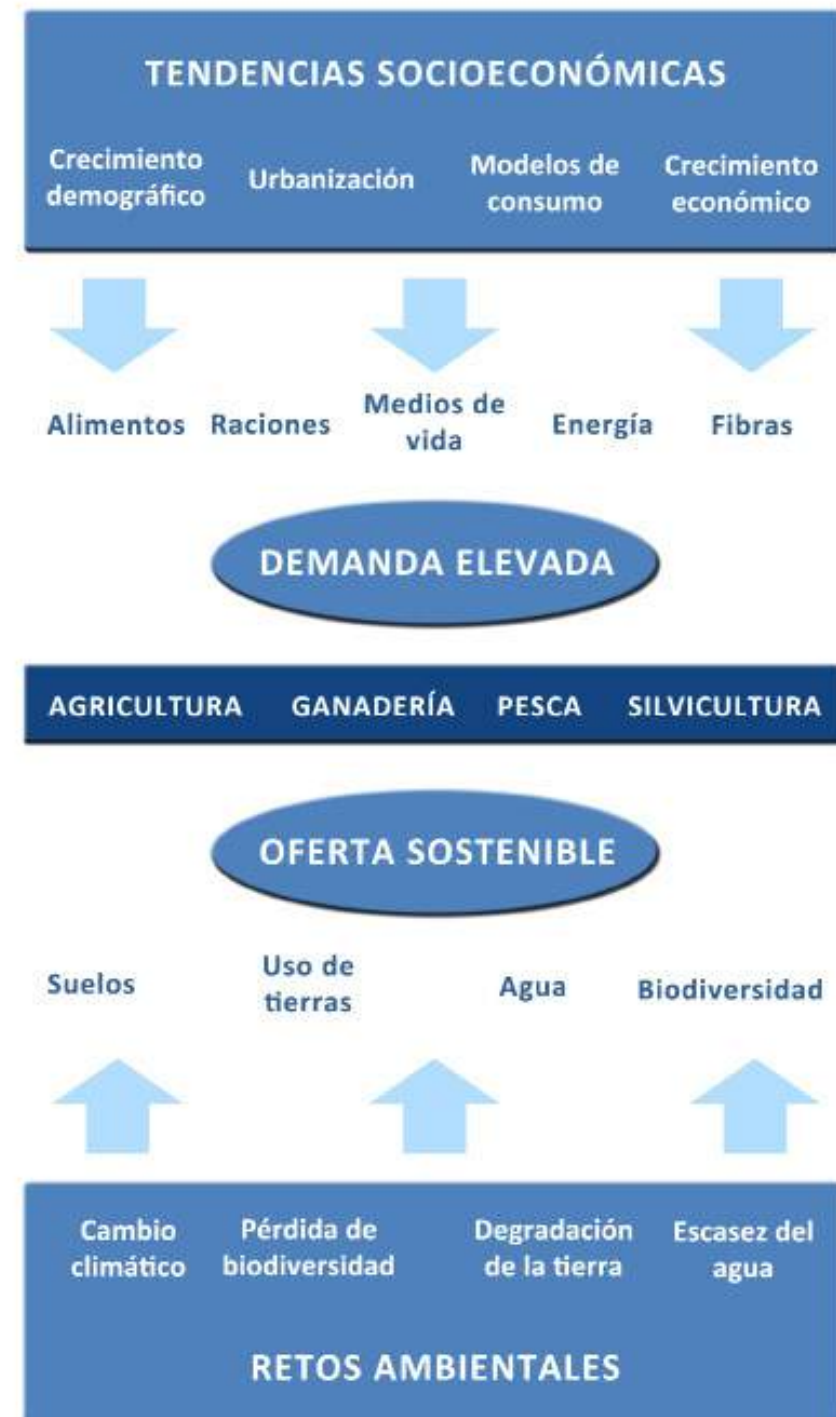 TENDENCIAS SOCIOECONÓMICAS
Crecimiento
demográfico
Urbanización
Modelos de
consumo
Crecimiento
económico
Alimentos
Raciones
Medios de
vida
Energía
Fibras
DEMANDA ELEVADA
AGRICULTURA GANADERÍA PESCA SILVICULTURA
OFERTA SOSTENIBLE
Suelos
Uso de
tierras
Agua
Biodiversidad
Cambio
climático
Pérdida de
biodiversidad
Degradación
de la tierra
Escasez del
agua
RETOS AMBIENTALES